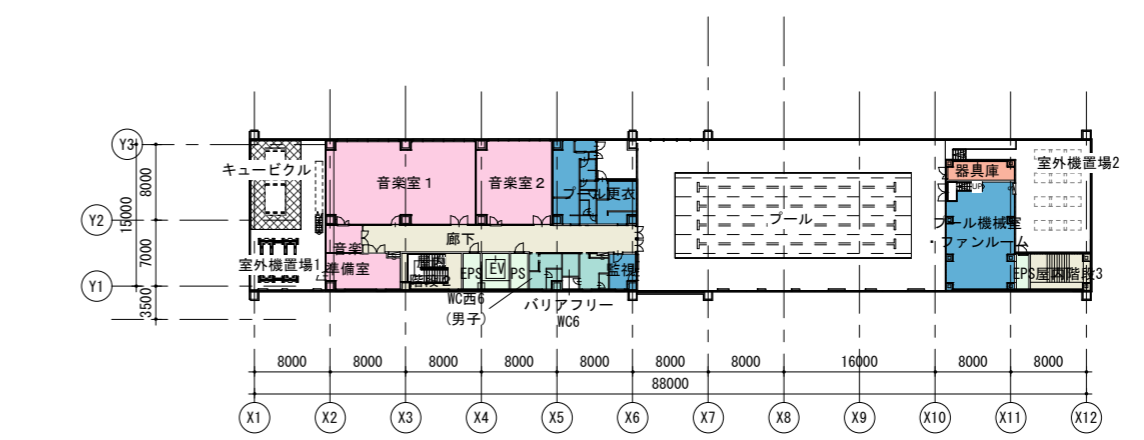 Y3
キュービクル
音楽室1
音楽室2
プール更衣
器具庫
室外機置場2
8000
15000
UP
Y2
プール
プール機械室
・ファンルーム
廊下
音楽
準備室
7000
室外機置場1
階段2
EPS
EV
PS
監視
EPS
屋内階段3
Y1
3500
WC西6
(男子)
バリアフリー
WC6
8000
8000
8000
8000
8000
8000
8000
16000
8000
8000
88000
X1
X2
X3
X4
X5
X6
X7
X8
X9
X10
X11
X12